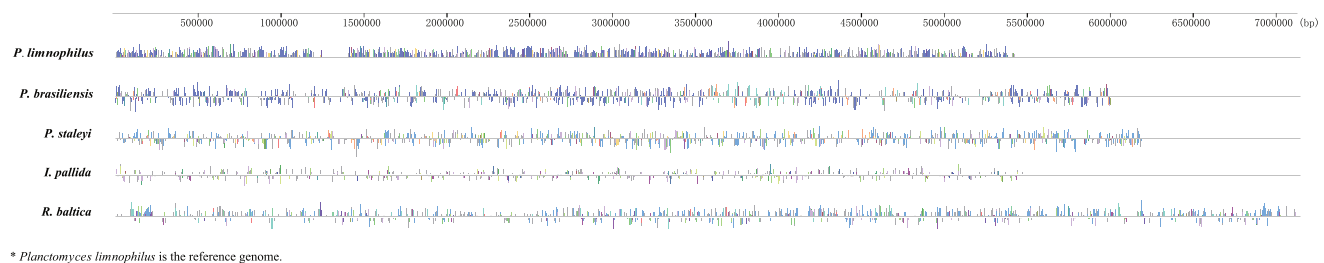 500000 1000000 1500000 2000000 2500000 3000000 3500000 4000000 4500000 5000000 5500000 6000000 6500000 7000000 (bp)
P. limnophilus
P. brasiliensis
P. staleyi
I. pallida
R. baltica
* Planctomyces limnophilus is the reference genome.